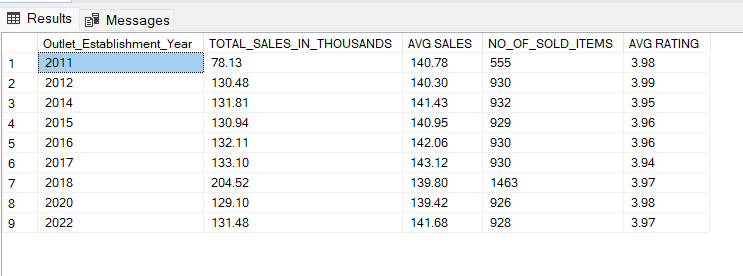 Results Messages
Outlet_Establishment_Year TOTAL_SALES_IN_THOUSANDS AVG SALES NO_OF_SOLD_ITEMS AVG RATING
1 2011 78.13 140.78 555 3.98
2 2012 130.48 140.30 930 3.99
3 2014 131.81 141.43 932 3.95
4 2015 130.94 140.95 929 3.96
5 2016 132.11 142.06 930 3.96
6 2017 133.10 143.12 930 3.94
7 2018 204.52 139.80 1463 3.97
8 2020 129.10 139.42 926 3.98
9 2022 131.48 141.68 928 3.97